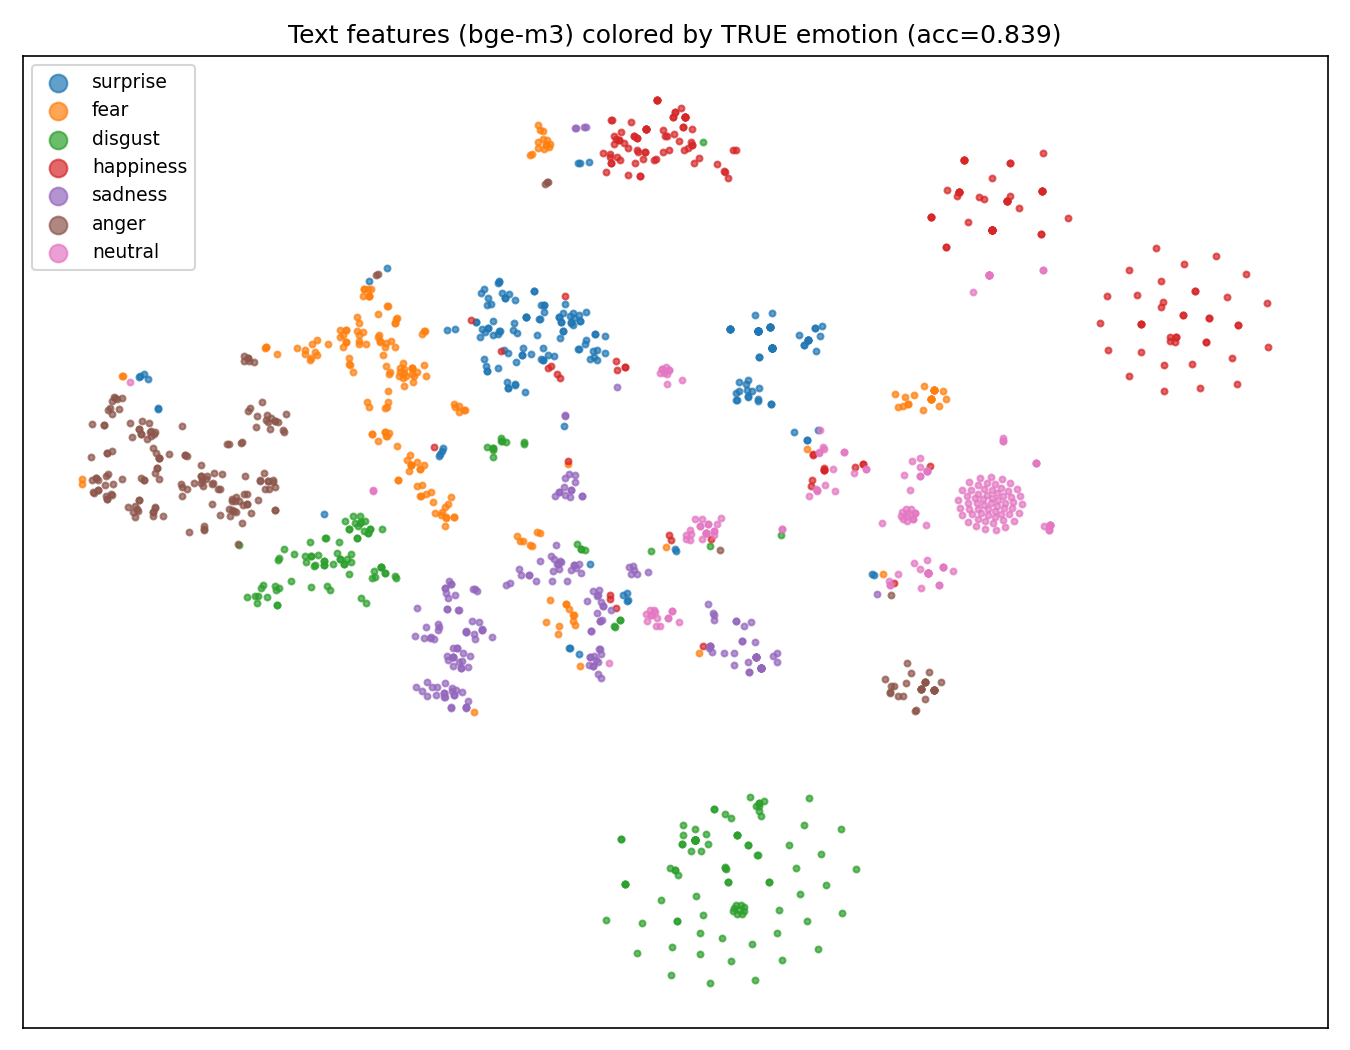 Text features (bge-m3) colored by TRUE emotion (acc=0.839)
surprise
fear
disgust
happiness
sadness
anger
neutral